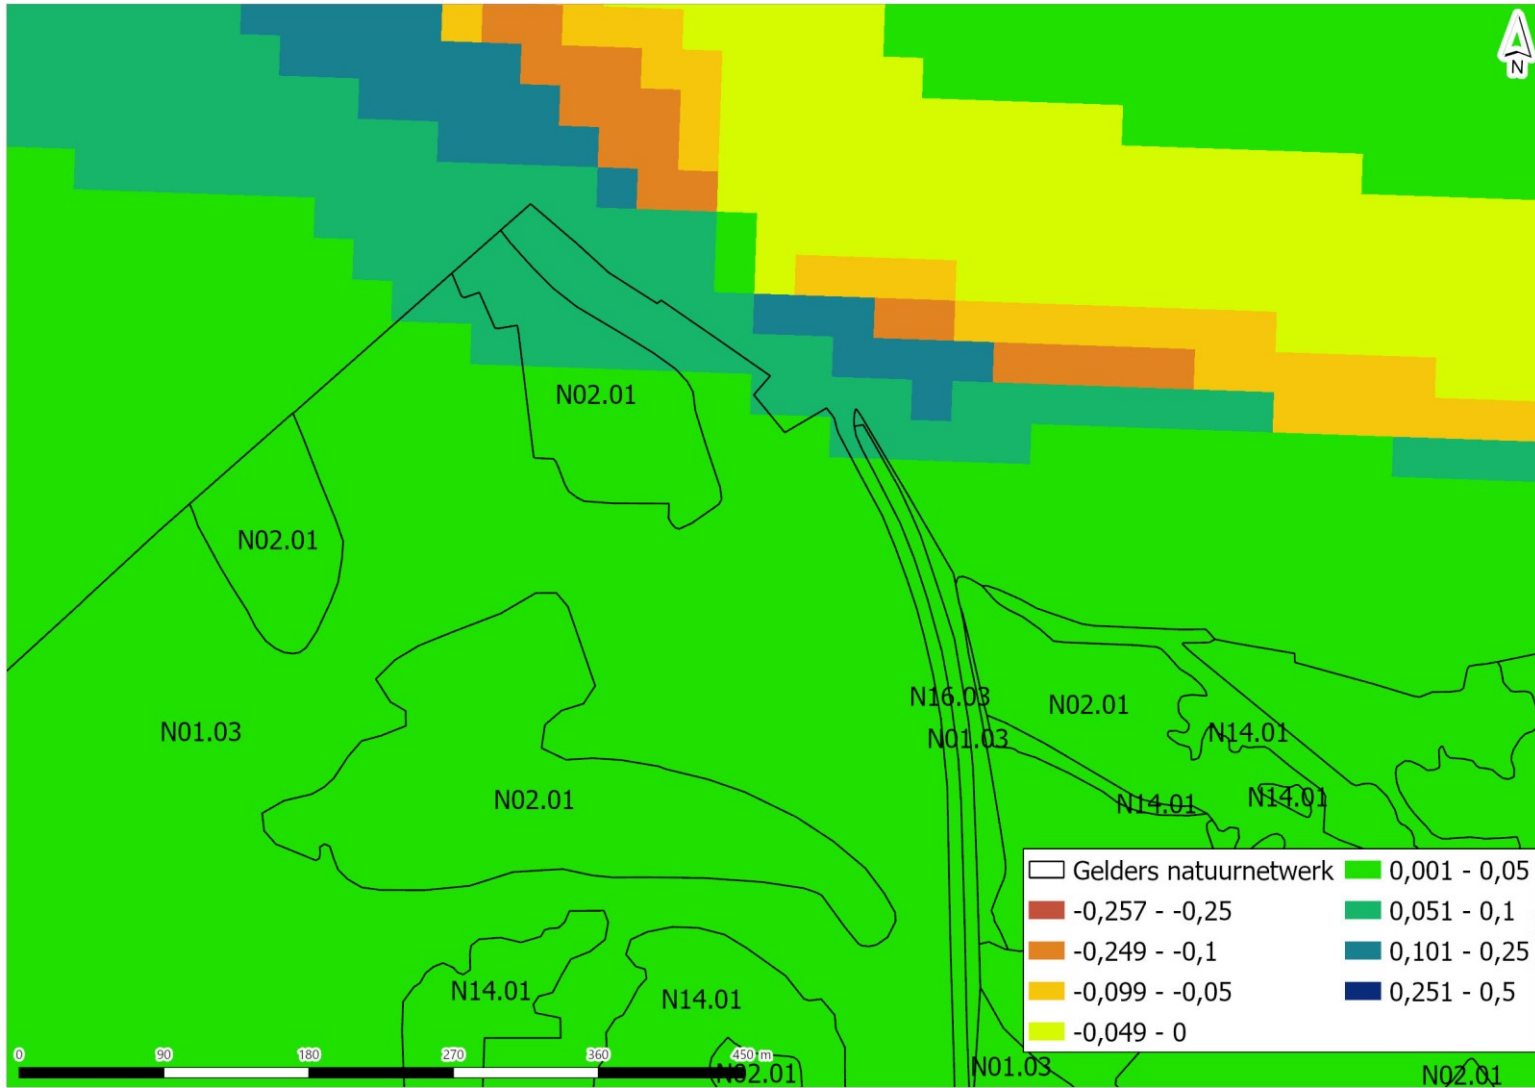 N
N02.01
N02.01
N16.03
N02.01
N01.03
N01.03
N14.01
N02.01
N14.01
N14.01
N14.01
N14.01
N02.01
N01.03
N02.01
Gelders natuurnetwerk
-0,257 - -0,25
-0,249 - -0,1
-0,099 - -0,05
-0,049 - 0
0,001 - 0,05
0,051 - 0,1
0,101 - 0,25
0,251 - 0,5
0 90 180 270 360 450 m